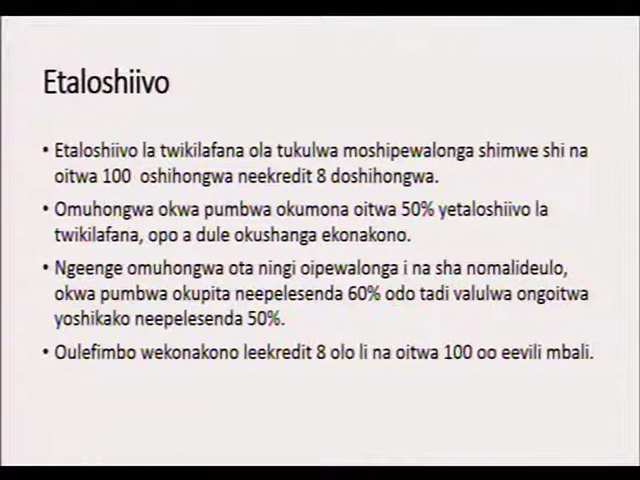 Etaloshiivo
• Etaloshiivo la twikilafana ola tukulwa moshipewalonga shimwe shi na
oitwa 100 oshihongwa neekredit 8 doshihongwa.
• Omuhongwa okwa pumbwa okumona oitwa 50% yetaloshiivo la
twikilafana, opo a dule okushanga ekonakono.
• Ngeenge omuhongwa ota ningi oipewalonga i na sha nomalideulo,
okwa pumbwa okupita neepelesenda 60% odo tadi valulwa ongoitwa
yoshikako neepelesenda 50%.
• Oulefimbo wekonakono leekredit 8 olo li na oitwa 100 oo eevili mbali.